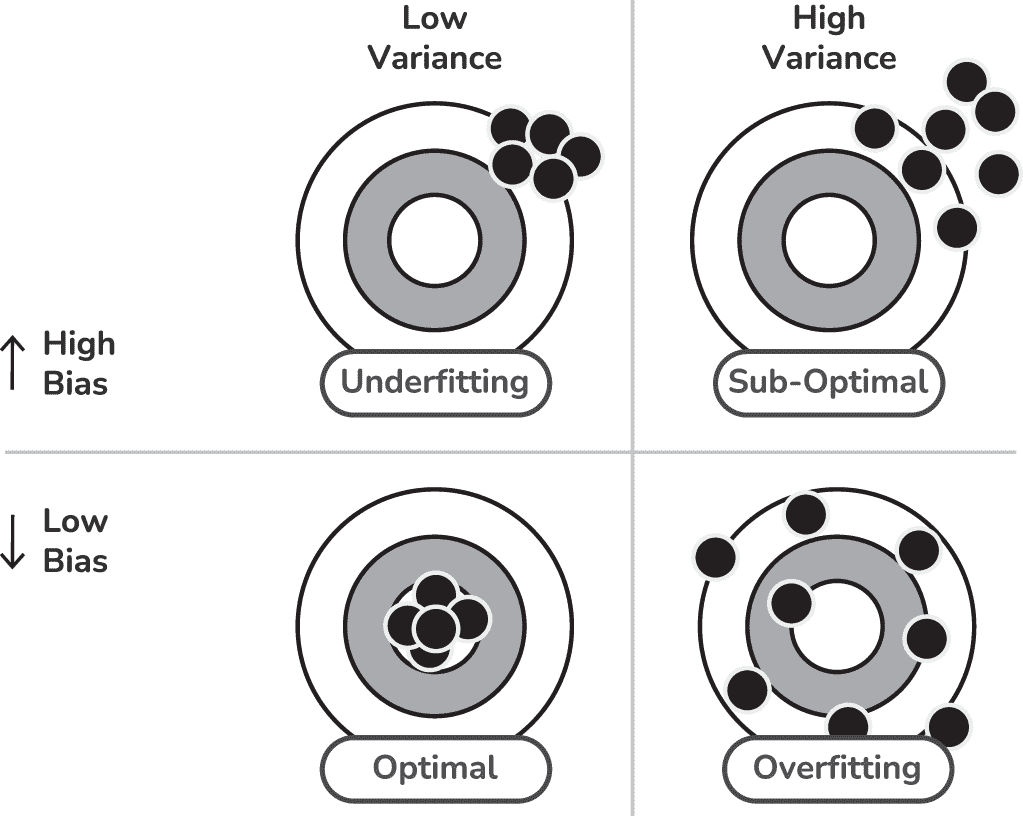 Low
Variance
High
Variance
High
Bias
Underfitting
Sub-Optimal
Low
Bias
Optimal
Overfitting